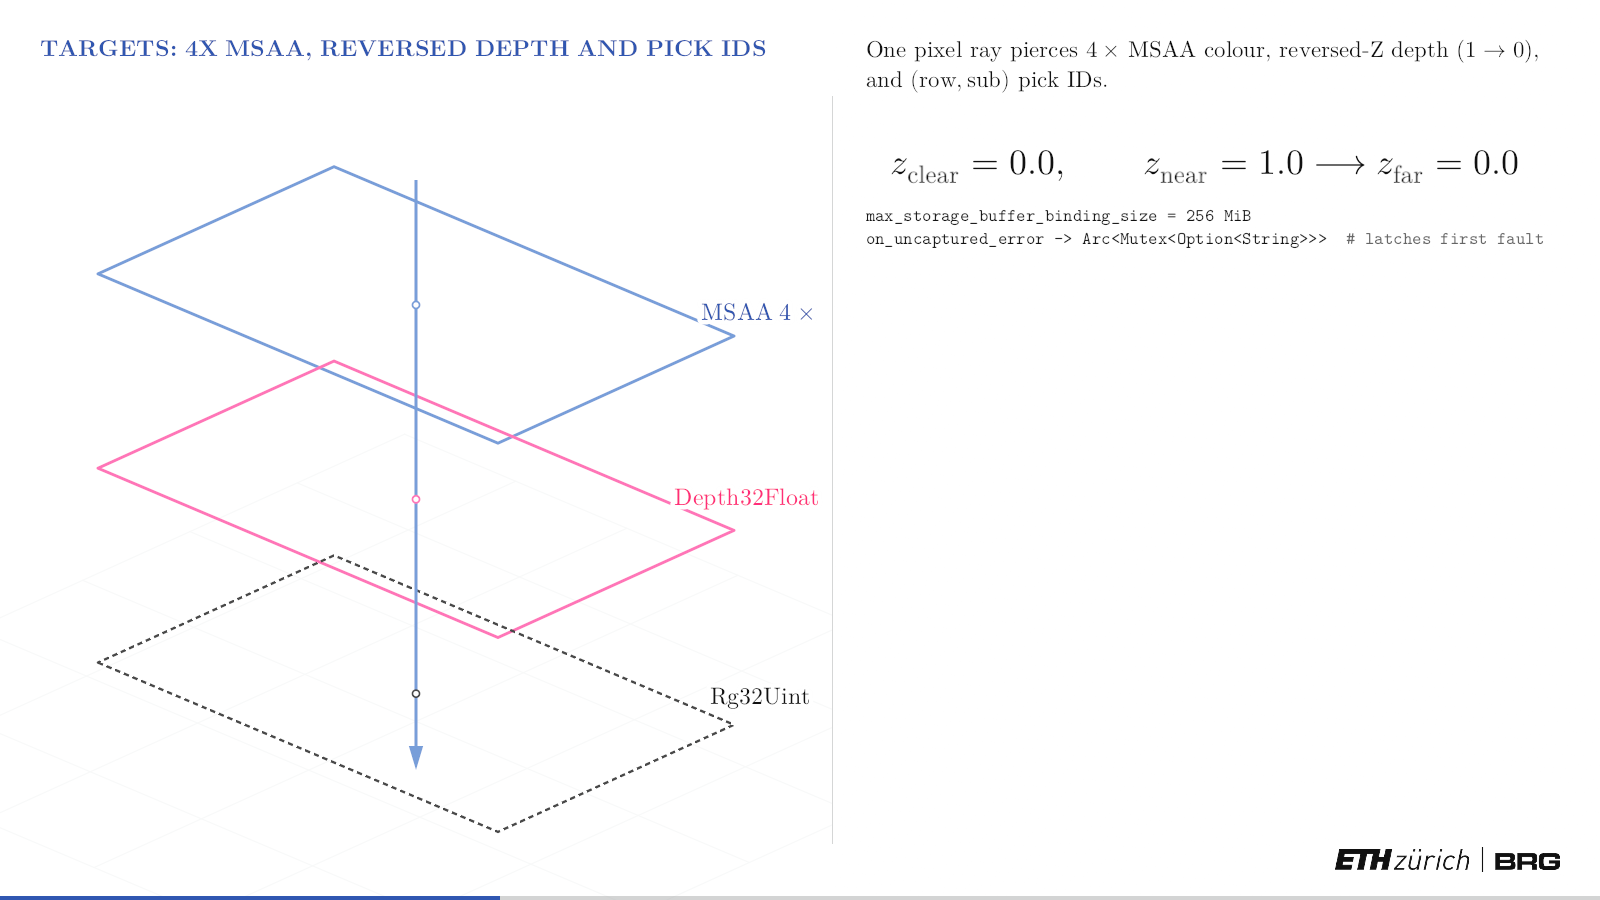 TARGETS: 4X MSAA, REVERSED DEPTH AND PICK IDS
One pixel ray pierces 4 × MSAA colour, reversed-Z depth (1 → 0),
and (row, sub) pick IDs.
z_clear = 0.0, z_near = 1.0 ⟶ z_far = 0.0
max_storage_buffer_binding_size = 256 MiB
on_uncaptured_error -> Arc<Mutex<Option<String>>> # latches first fault
MSAA 4 ×
Depth32Float
Rg32Uint
ETH zürich | BRG